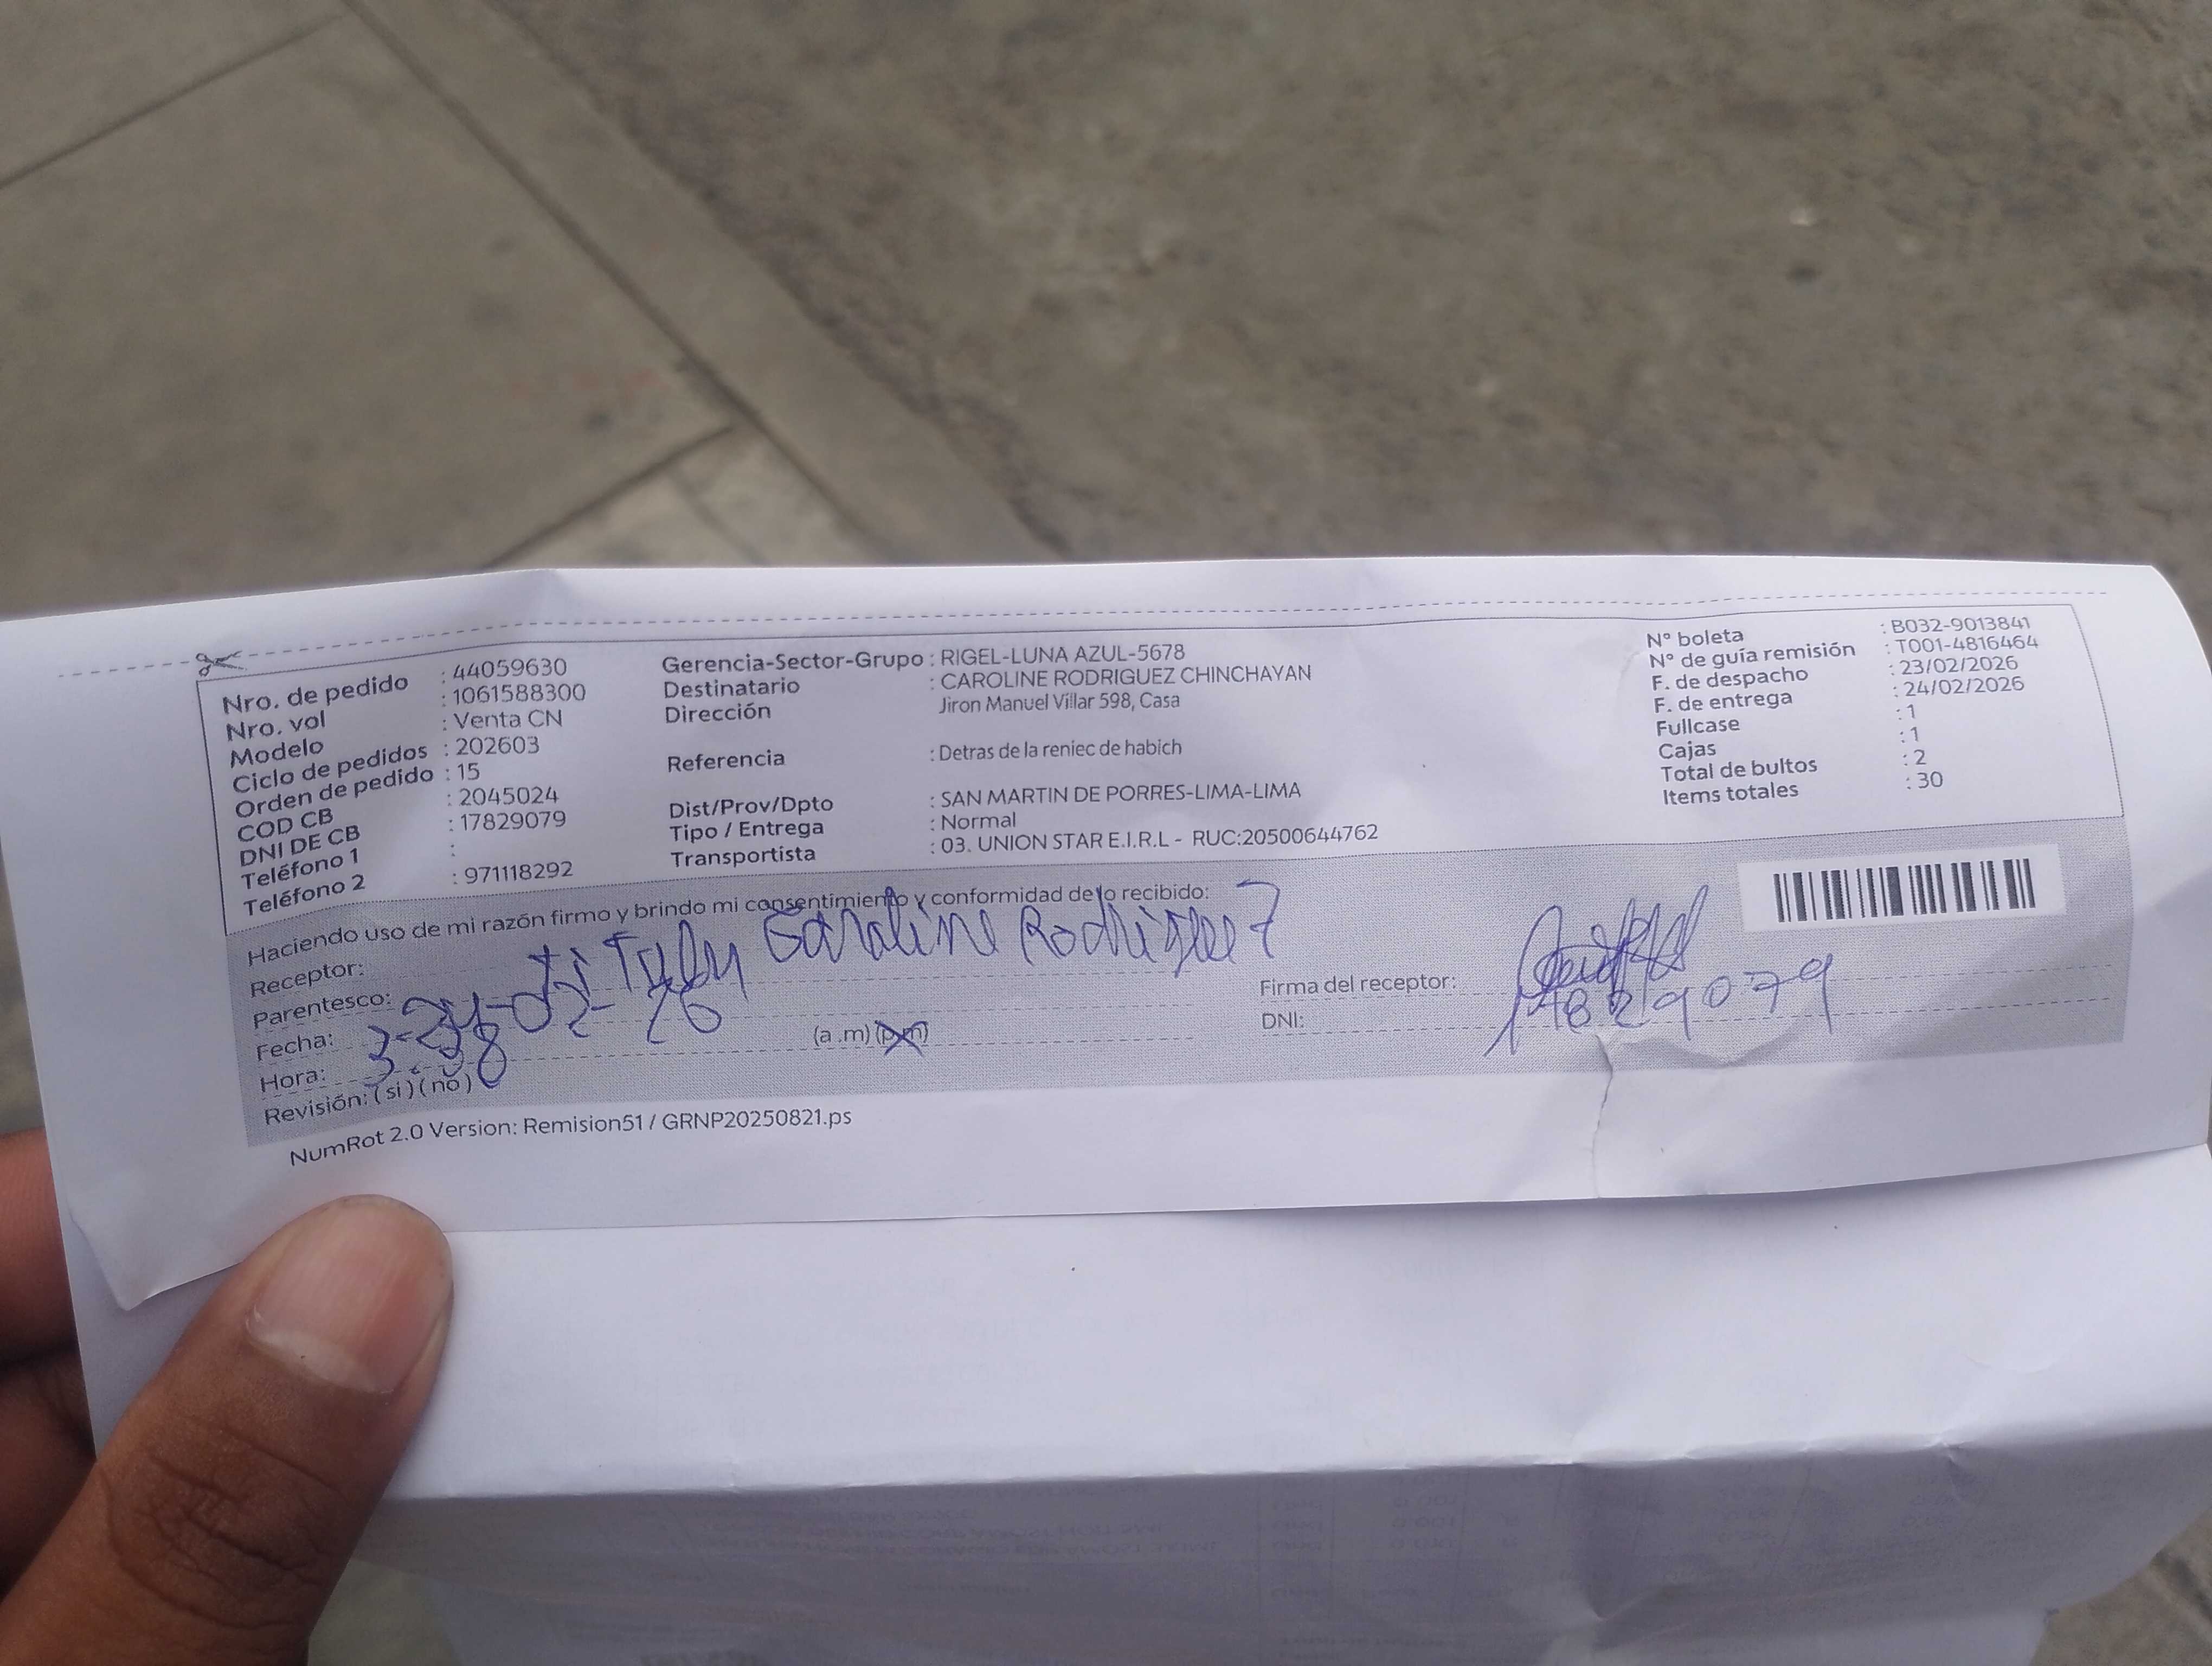 Nro. de pedido : 44059630
Nro. vol : 1061588300
Modelo : Venta CN
Ciclo de pedidos : 202603
Orden de pedido : 15
COD CB : 2045024
DNI DE CB : 17829079
Teléfono 1 :
Teléfono 2 : 971118292
Gerencia-Sector-Grupo : RIGEL-LUNA AZUL-5678
Destinatario : CAROLINE RODRIGUEZ CHINCHAYAN
Dirección Jiron Manuel Villar 598, Casa
Referencia : Detras de la reniec de habich
Dist/Prov/Dpto : SAN MARTIN DE PORRES-LIMA-LIMA
Tipo / Entrega : Normal
Transportista : 03. UNION STAR E.I.R.L - RUC:20500644762
N° boleta : B032-9013841
N° de guía remisión : T001-4816464
F. de despacho : 23/02/2026
F. de entrega : 24/02/2026
Fullcase : 1
Cajas : 1
Total de bultos : 2
Items totales : 30
Haciendo uso de mi razón firmo y brindo mi consentimiento y conformidad de lo recibido:
Receptor: Caroline Rodriguez
Parentesco:
Fecha: 24-02-26
Hora: (a .m) (p.m)
Revisión: ( si ) ( no )
Firma del receptor:
DNI: 17829079
NumRot 2.0 Version: Remision51 / GRNP20250821.ps